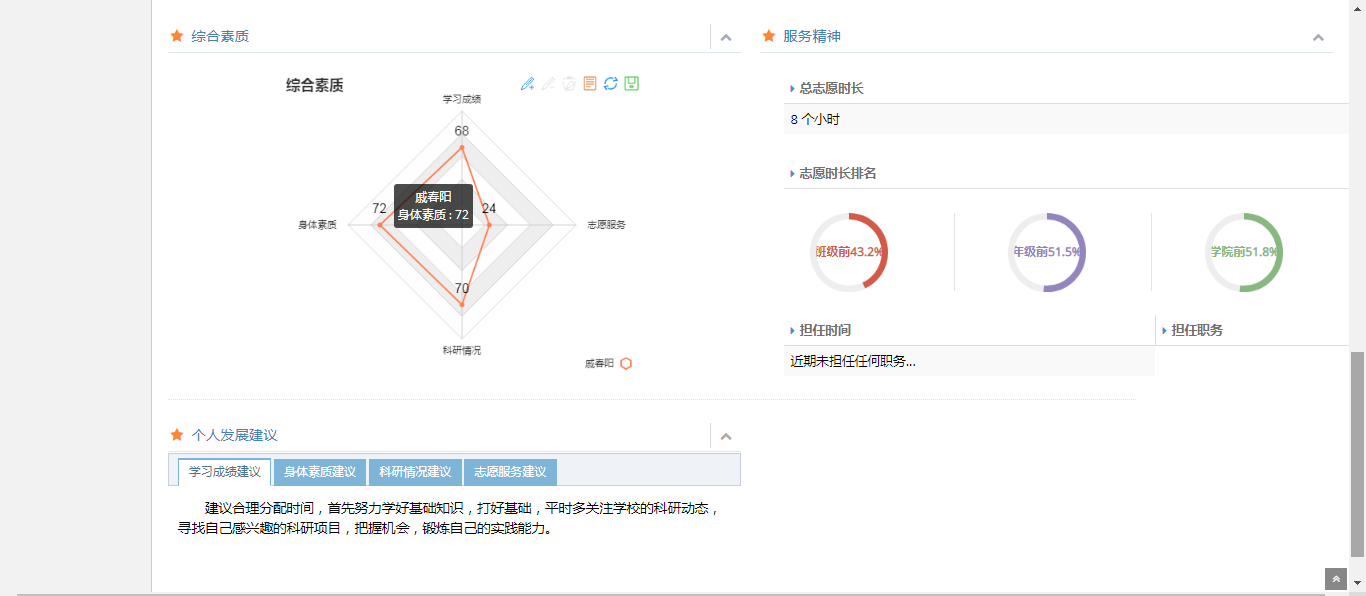 综合素质
综合素质
学习成绩
68
戚春阳
身体素质 : 72
72
24
身体素质
志愿服务
70
科研情况
戚春阳
服务精神
总志愿时长
8 个小时
志愿时长排名
班级前43.2%
年级前51.5%
学院前51.8%
担任时间
担任职务
近期未担任任何职务...
个人发展建议
学习成绩建议
身体素质建议
科研情况建议
志愿服务建议
建议合理分配时间，首先努力学好基础知识，打好基础，平时多关注学校的科研动态，
寻找自己感兴趣的科研项目，把握机会，锻炼自己的实践能力。